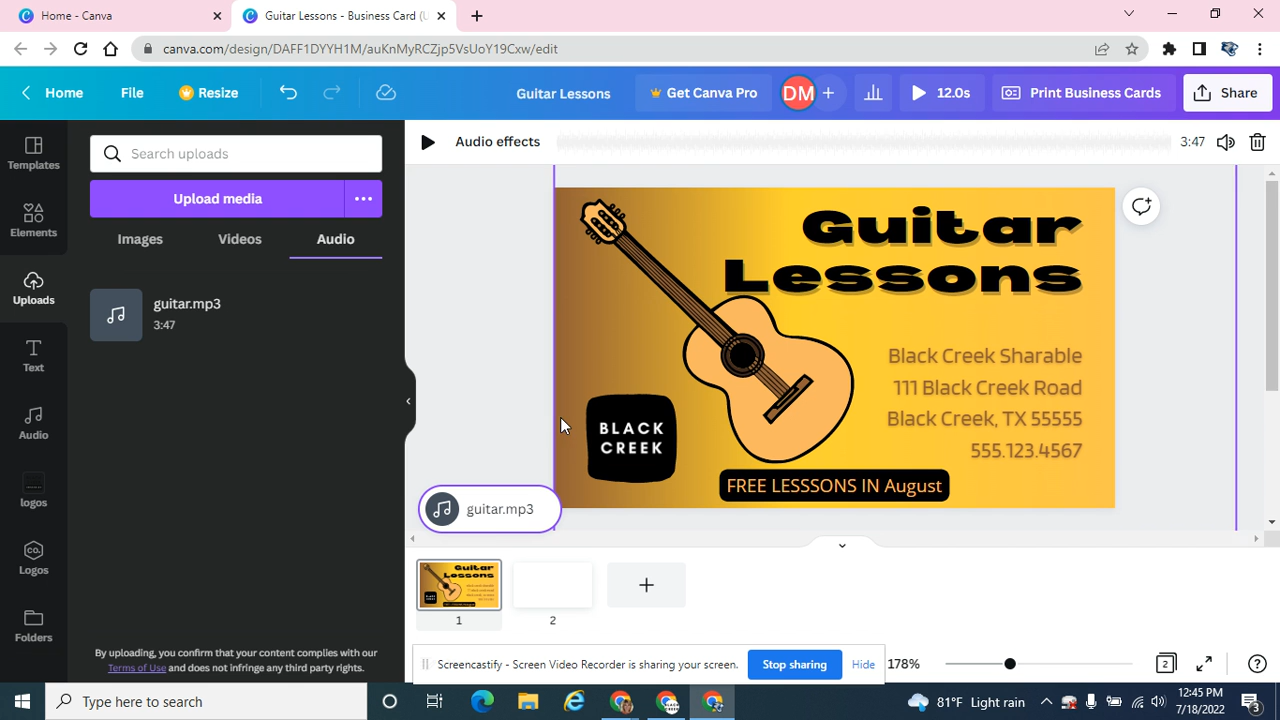 Home - Canva
Guitar Lessons - Business Card (U
canva.com/design/DAFF1DYYH1M/auKnMyRCZjp5VsUoY19Cxw/edit
Home
File
Resize
Guitar Lessons
Get Canva Pro
DM
12.0s
Print Business Cards
Share
Templates
Elements
Uploads
Text
Audio
logos
Logos
Folders
Search uploads
Upload media
Images
Videos
Audio
guitar.mp3
3:47
By uploading, you confirm that your content complies with our
Terms of Use and does not infringe any third party rights.
Audio effects
3:47
Guitar
Lessons
Black Creek Sharable
111 Black Creek Road
Black Creek, TX 55555
555.123.4567
BLACK
CREEK
FREE LESSSONS IN August
guitar.mp3
Guitar
Lessons
1
2
Screencastify - Screen Video Recorder is sharing your screen.
Stop sharing
Hide
178%
2
Type here to search
81°F Light rain
12:45 PM
7/18/2022
3